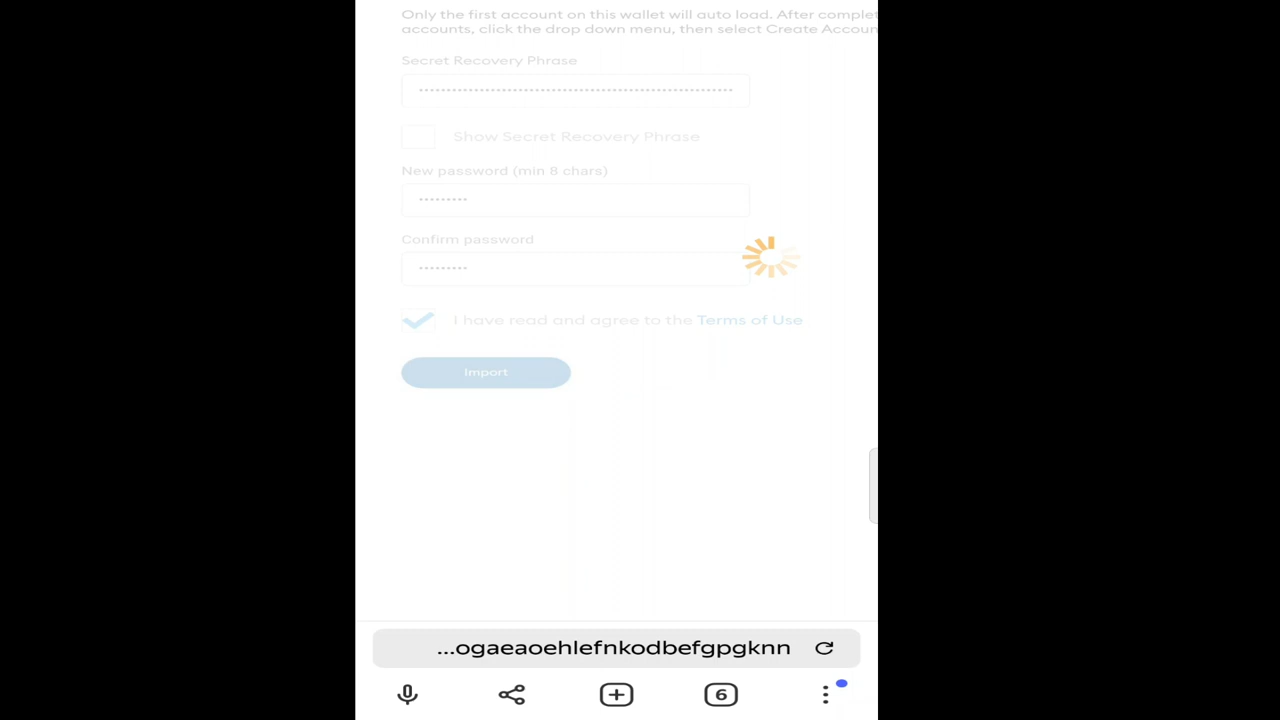 Only the first account on this wallet will auto load. After complet
accounts, click the drop down menu, then select Create Accoun
Secret Recovery Phrase
Show Secret Recovery Phrase
New password (min 8 chars)
Confirm password
I have read and agree to the Terms of Use
Import
...ogaeaoehlefnkodbefgpgknn
6